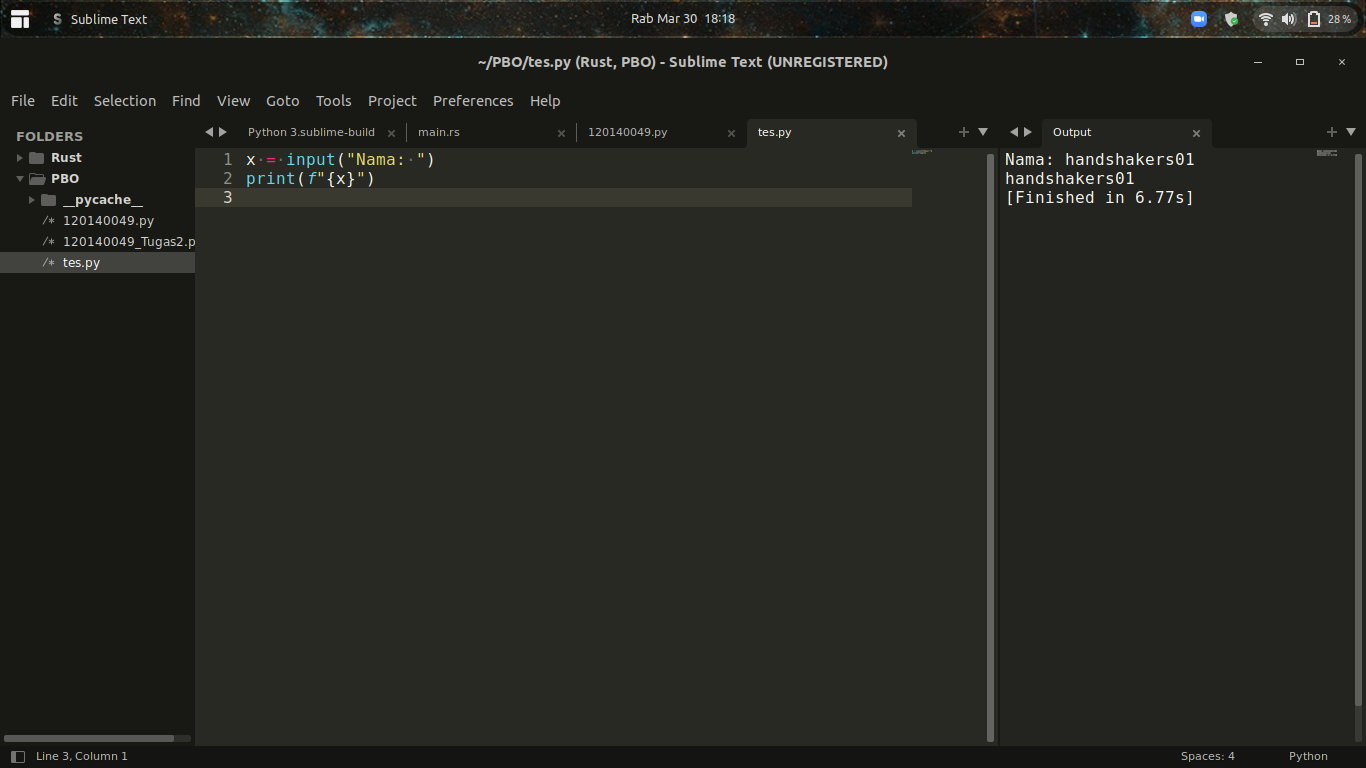 Sublime Text
Rab Mar 30 18:18
28 %
~/PBO/tes.py (Rust, PBO) - Sublime Text (UNREGISTERED)
File Edit Selection Find View Goto Tools Project Preferences Help
FOLDERS
Rust
PBO
__pycache__
/* 120140049.py
/* 120140049_Tugas2.p
/* tes.py
Python 3.sublime-build
main.rs
120140049.py
tes.py
1 x = input("Nama: ")
2 print(f"{x}")
3
Output
Nama: handshakers01
handshakers01
[Finished in 6.77s]
Line 3, Column 1
Spaces: 4
Python